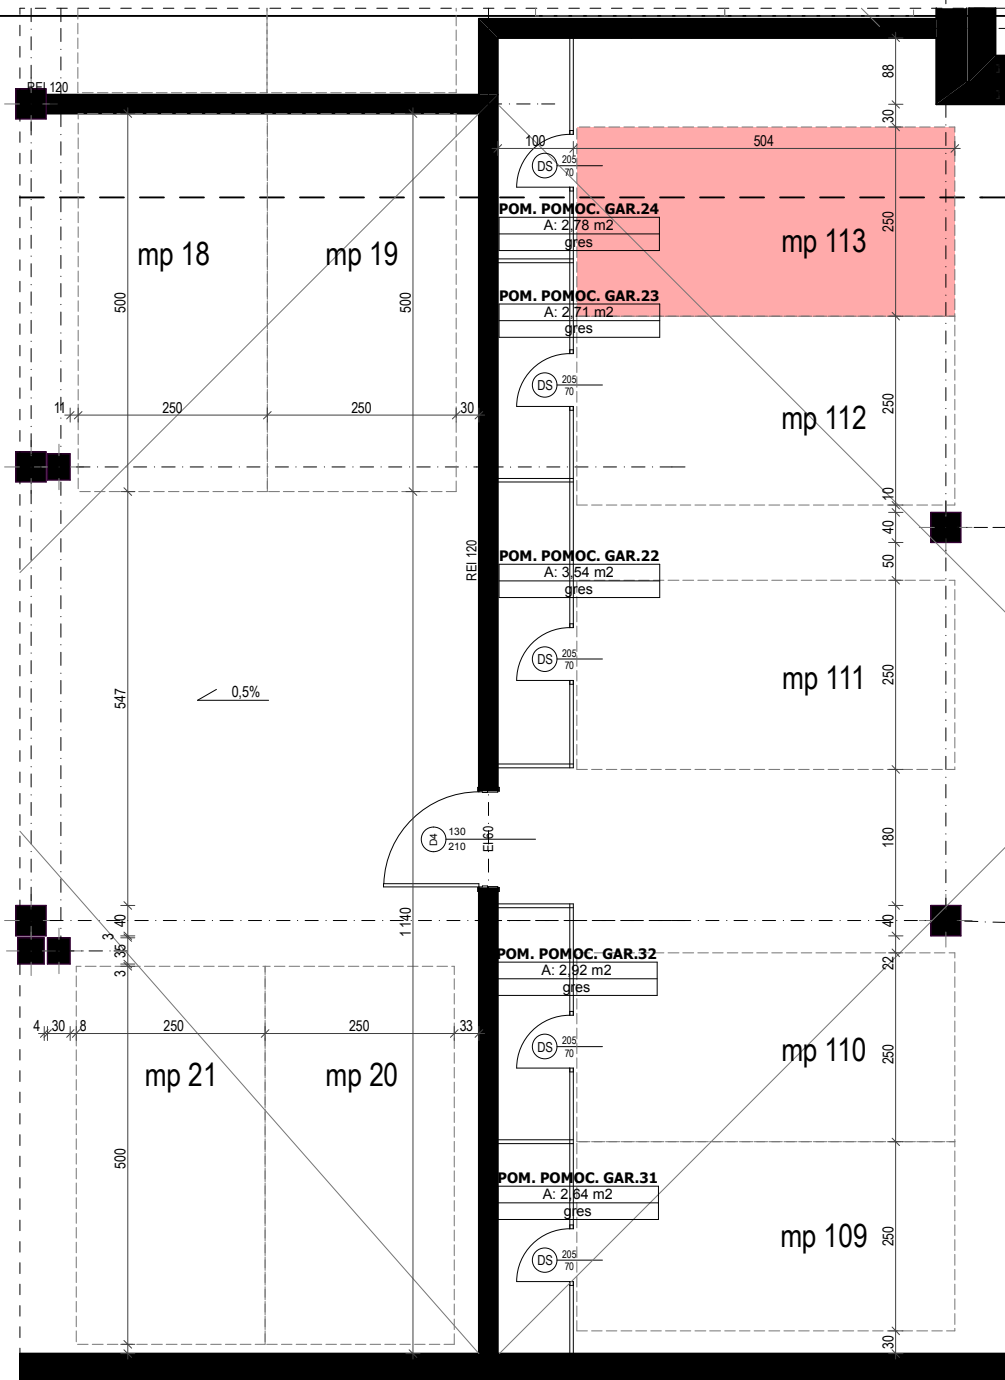 REI 120
88
30
100
504
DS 205
70
POM. POMOC. GAR.24
A: 2,78 m2
gres
mp 18
mp 19
mp 113
250
POM. POMOC. GAR.23
A: 2,71 m2
gres
500
500
DS 205
70
11
250
250
30
mp 112
250
10
40
50
REI 120
POM. POMOC. GAR.22
A: 3,54 m2
gres
DS 205
70
mp 111
250
547
0,5%
D4 130
210
EI60
180
40
3
35
3
1 140
40
22
POM. POMOC. GAR.32
A: 2,92 m2
gres
4
30
8
250
250
33
DS 205
70
mp 110
250
mp 21
mp 20
500
POM. POMOC. GAR.31
A: 2,64 m2
gres
mp 109
250
DS 205
70
30